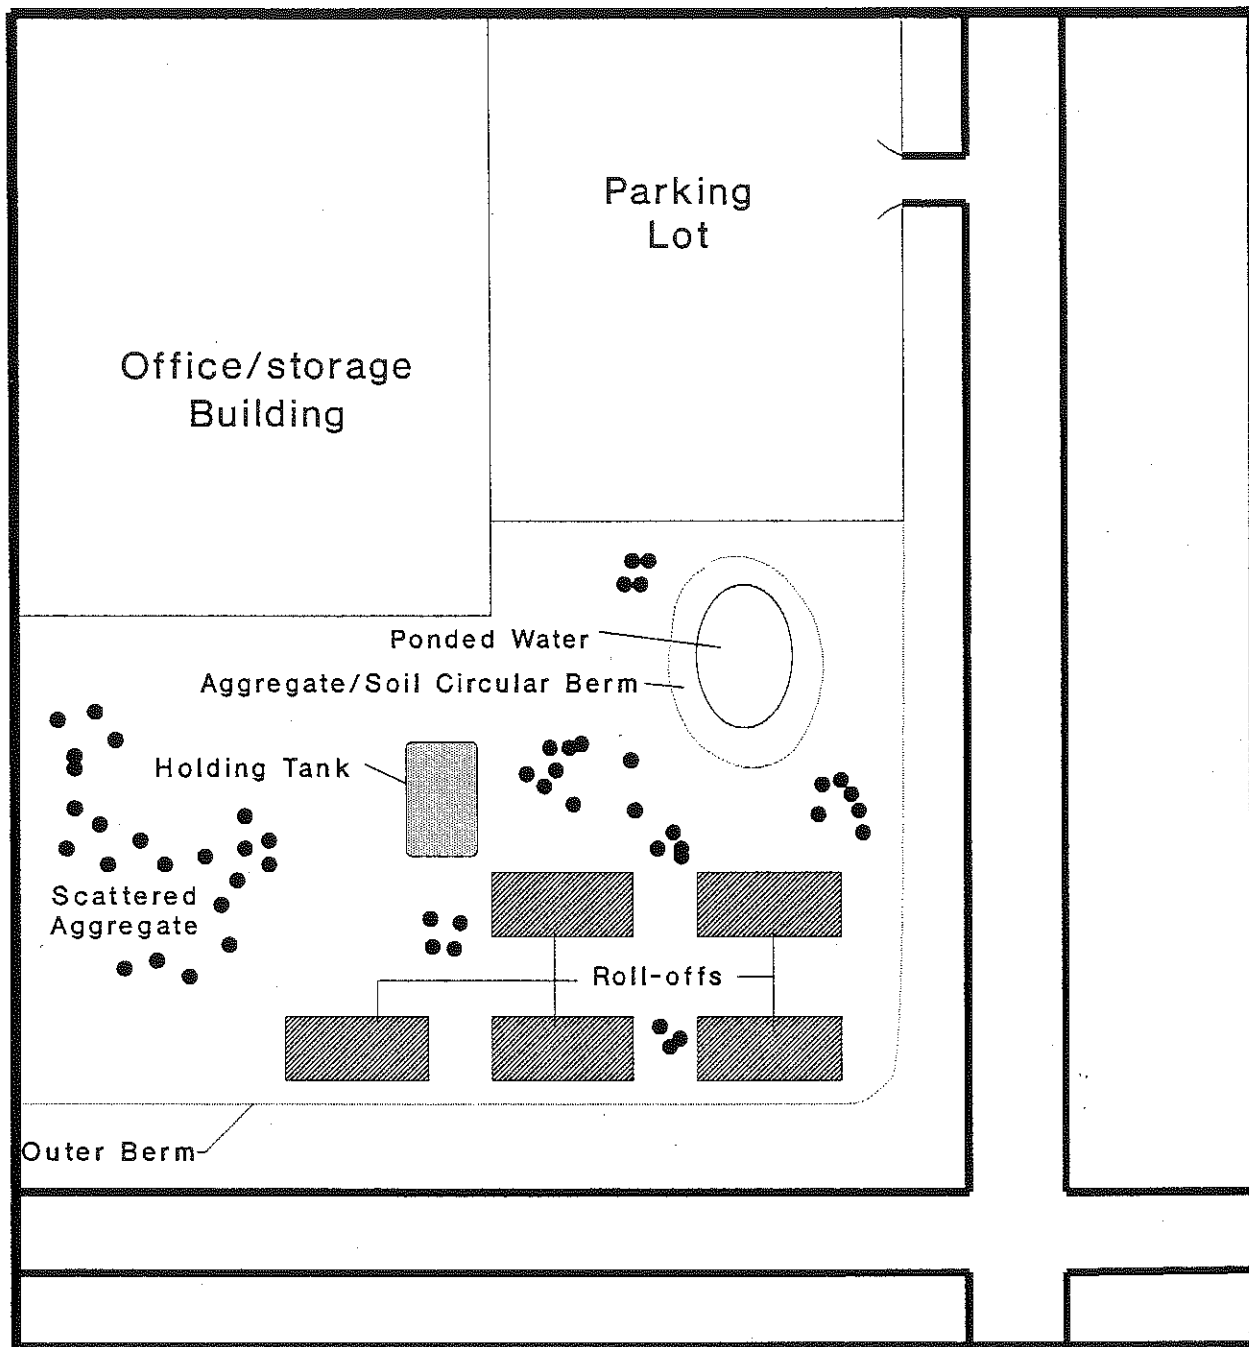 Parking
Lot
Office/storage
Building
Ponded Water
Aggregate/Soil Circular Berm
Holding Tank
Scattered
Aggregate
Roll-offs
Outer Berm